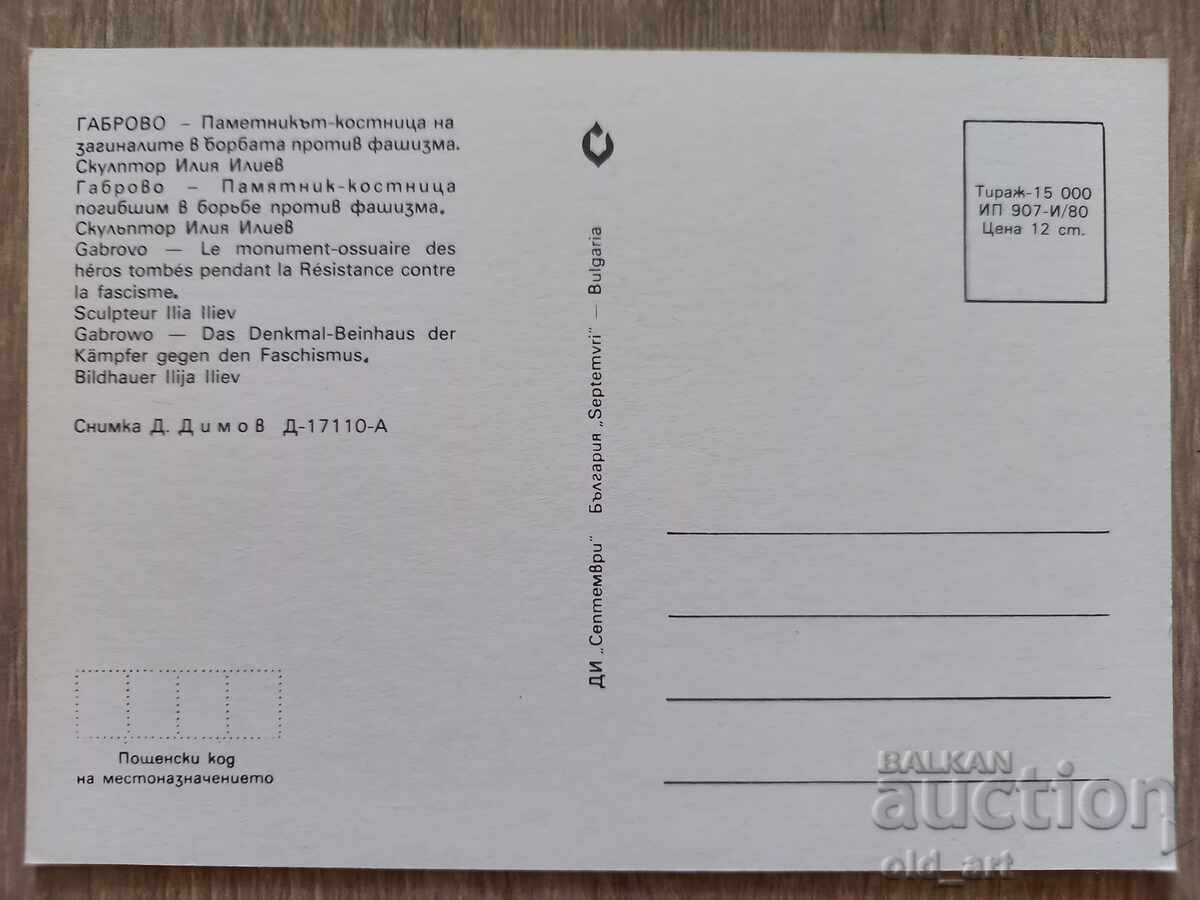 ГАБРОВО – Паметникът-костница на
загиналите в борбата против фашизма.
Скулптор Илия Илиев
Габрово – Памятник-костница
погибшим в борьбе против фашизма.
Скульптор Илия Илиев
Gabrovo — Le monument-ossuaire des
héros tombés pendant la Résistance contre
la fascisme.
Sculpteur Ilia Iliev
Gabrowo — Das Denkmal-Beinhaus der
Kämpfer gegen den Faschismus.
Bildhauer Ilija Iliev
Снимка Д. Димов Д-17110-А
Пощенски код
на местоназначението
ДИ „Септември" България „Septemvri" — Bulgaria
Тираж-15 000
ИП 907-И/80
Цена 12 ст.
BALKAN
auction
old_art